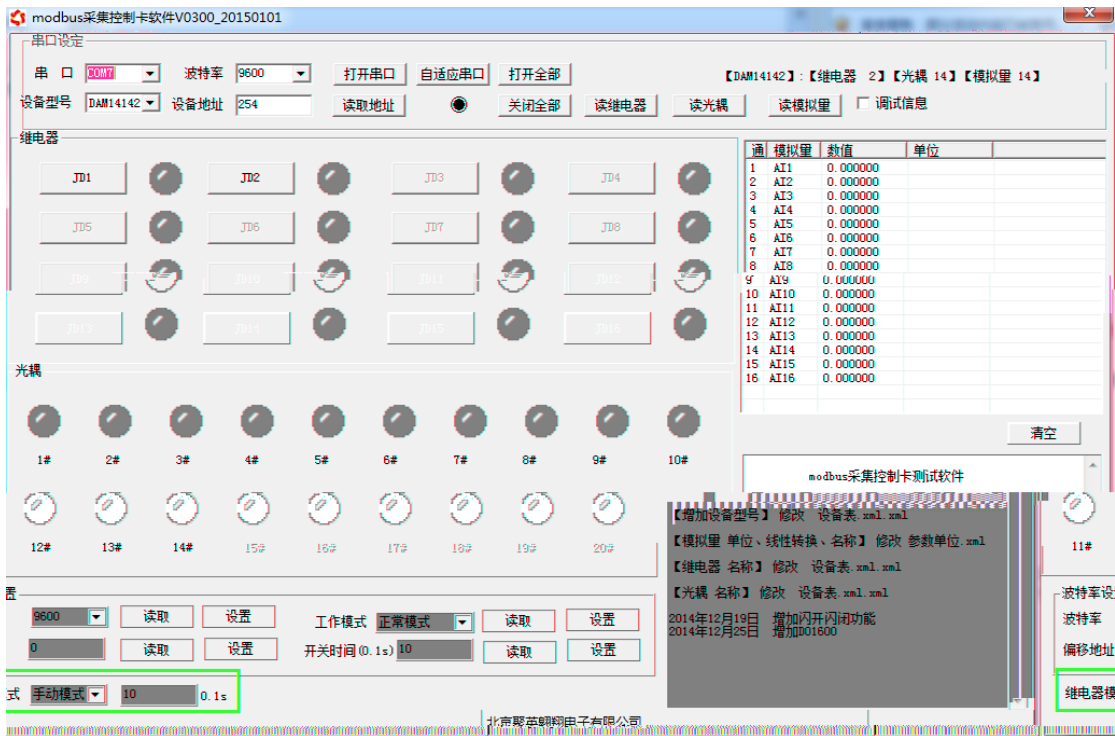 modbus采集控制卡软件V0300_20150101
串口设定
串 口 COM7 波特率 9600 打开串口 自适应串口 打开全部 【DAM14142】:【继电器 2】【光耦 14】【模拟量 14】
设备型号 DAM14142 设备地址 254 读取地址 关闭全部 读继电器 读光耦 读模拟量 调试信息
继电器
JD1 JD2 JD3 JD4
JD5 JD6 JD7 JD8
JD9 JD10 JD11 JD12
JD13 JD14 JD15 JD16
通 模拟量 数值 单位
1 AI1 0.000000
2 AI2 0.000000
3 AI3 0.000000
4 AI4 0.000000
5 AI5 0.000000
6 AI6 0.000000
7 AI7 0.000000
8 AI8 0.000000
9 AI9 0.000000
10 AI10 0.000000
11 AI11 0.000000
12 AI12 0.000000
13 AI13 0.000000
14 AI14 0.000000
15 AI15 0.000000
16 AI16 0.000000
清空
光耦
1# 2# 3# 4# 5# 6# 7# 8# 9# 10#
12# 13# 14# 15# 16# 17# 18# 19# 20#
11#
modbus采集控制卡测试软件
【增加设备型号】 修改 设备表.xml.xml
【模拟量 单位、线性转换、名称】 修改 参数单位.xml
【继电器 名称】 修改 设备表.xml.xml
【光耦 名称】 修改 设备表.xml.xml
2014年12月19日 增加闪开闪闭功能
2014年12月25日 增加DO1600
置
9600 读取 设置 工作模式 正常模式 读取 设置
0 读取 设置 开关时间(0.1s) 10 读取 设置
式 手动模式 10 0.1s
波特率设
波特率
偏移地址
继电器模
北京聚英翱翔电子有限公司